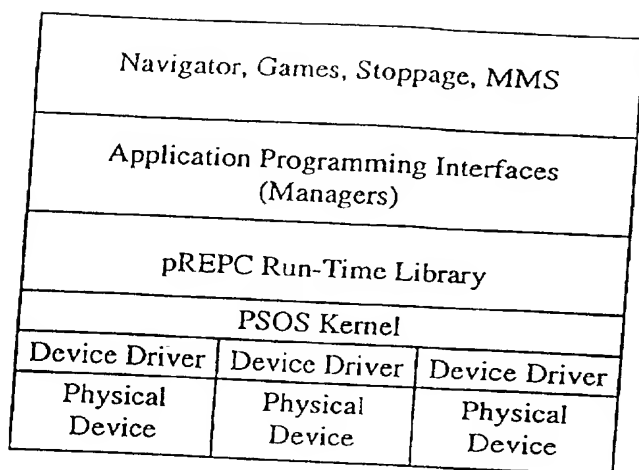 Navigator, Games, Stoppage, MMS
Application Programming Interfaces
(Managers)
pREPC Run-Time Library
PSOS Kernel
Device Driver Device Driver Device Driver
Physical Physical Physical
Device Device Device